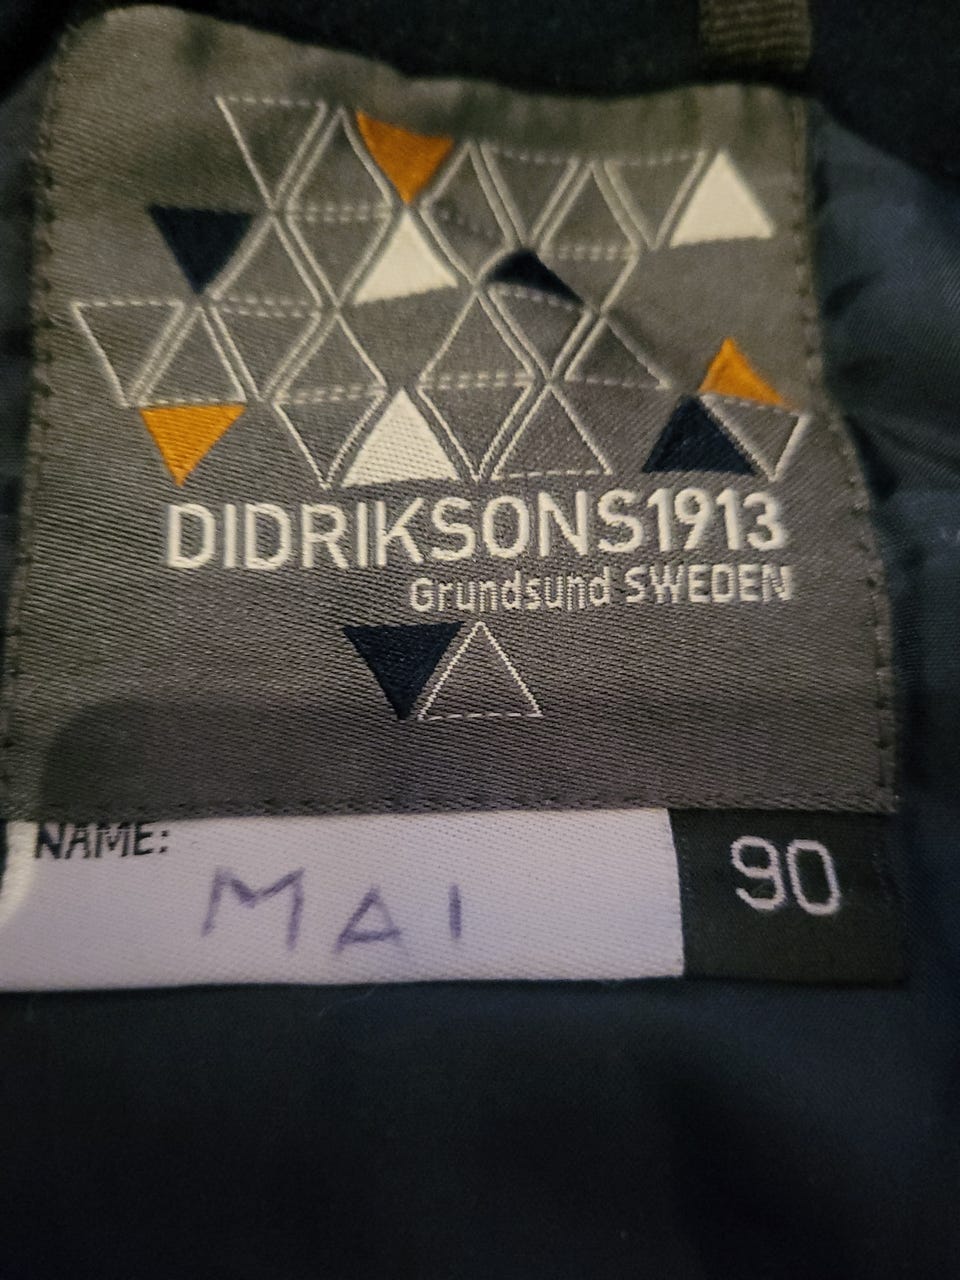 DIDRIKSONS1913
Grundsund SWEDEN
NAME:
MAI
90